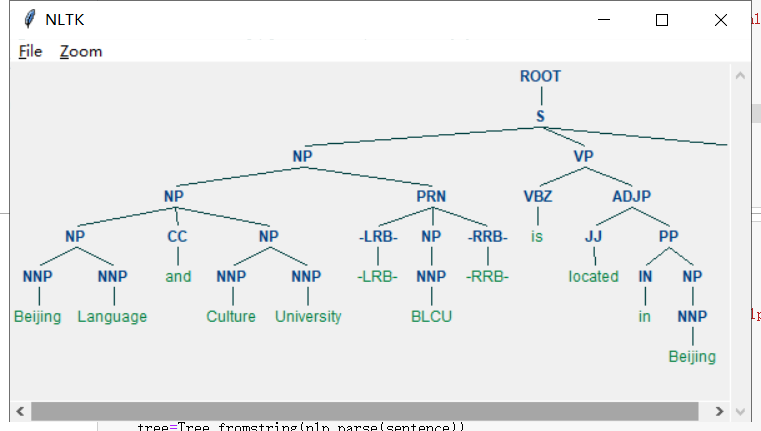 NLTK
File Zoom
ROOT
S
NP VP
NP PRN VBZ ADJP
NP CC NP -LRB- NP -RRB- is JJ PP
NNP NNP and NNP NNP -LRB- NNP -RRB- located IN NP
Beijing Language Culture University BLCU in NNP
Beijing
tree=Tree.fromstring(nlp.parse(sentence))